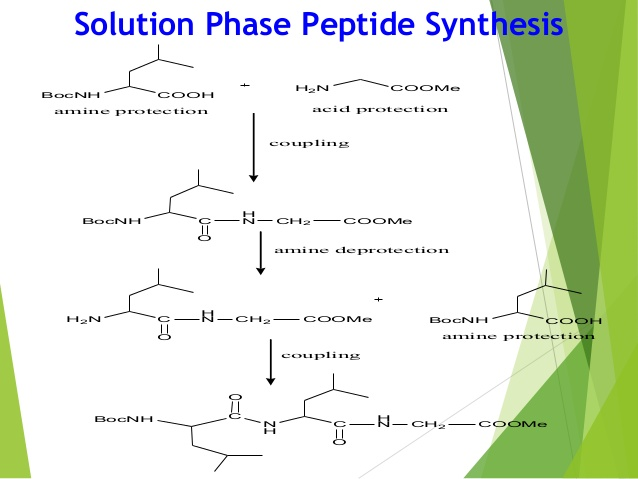 Solution Phase Peptide Synthesis
BocNH COOH + H2N COOMe
amine protection acid protection
coupling
BocNH C H N CH2 COOMe
O
amine deprotection
+
H2N C H N CH2 COOMe BocNH COOH
O amine protection
coupling
O
BocNH C N H C H N CH2 COOMe
O